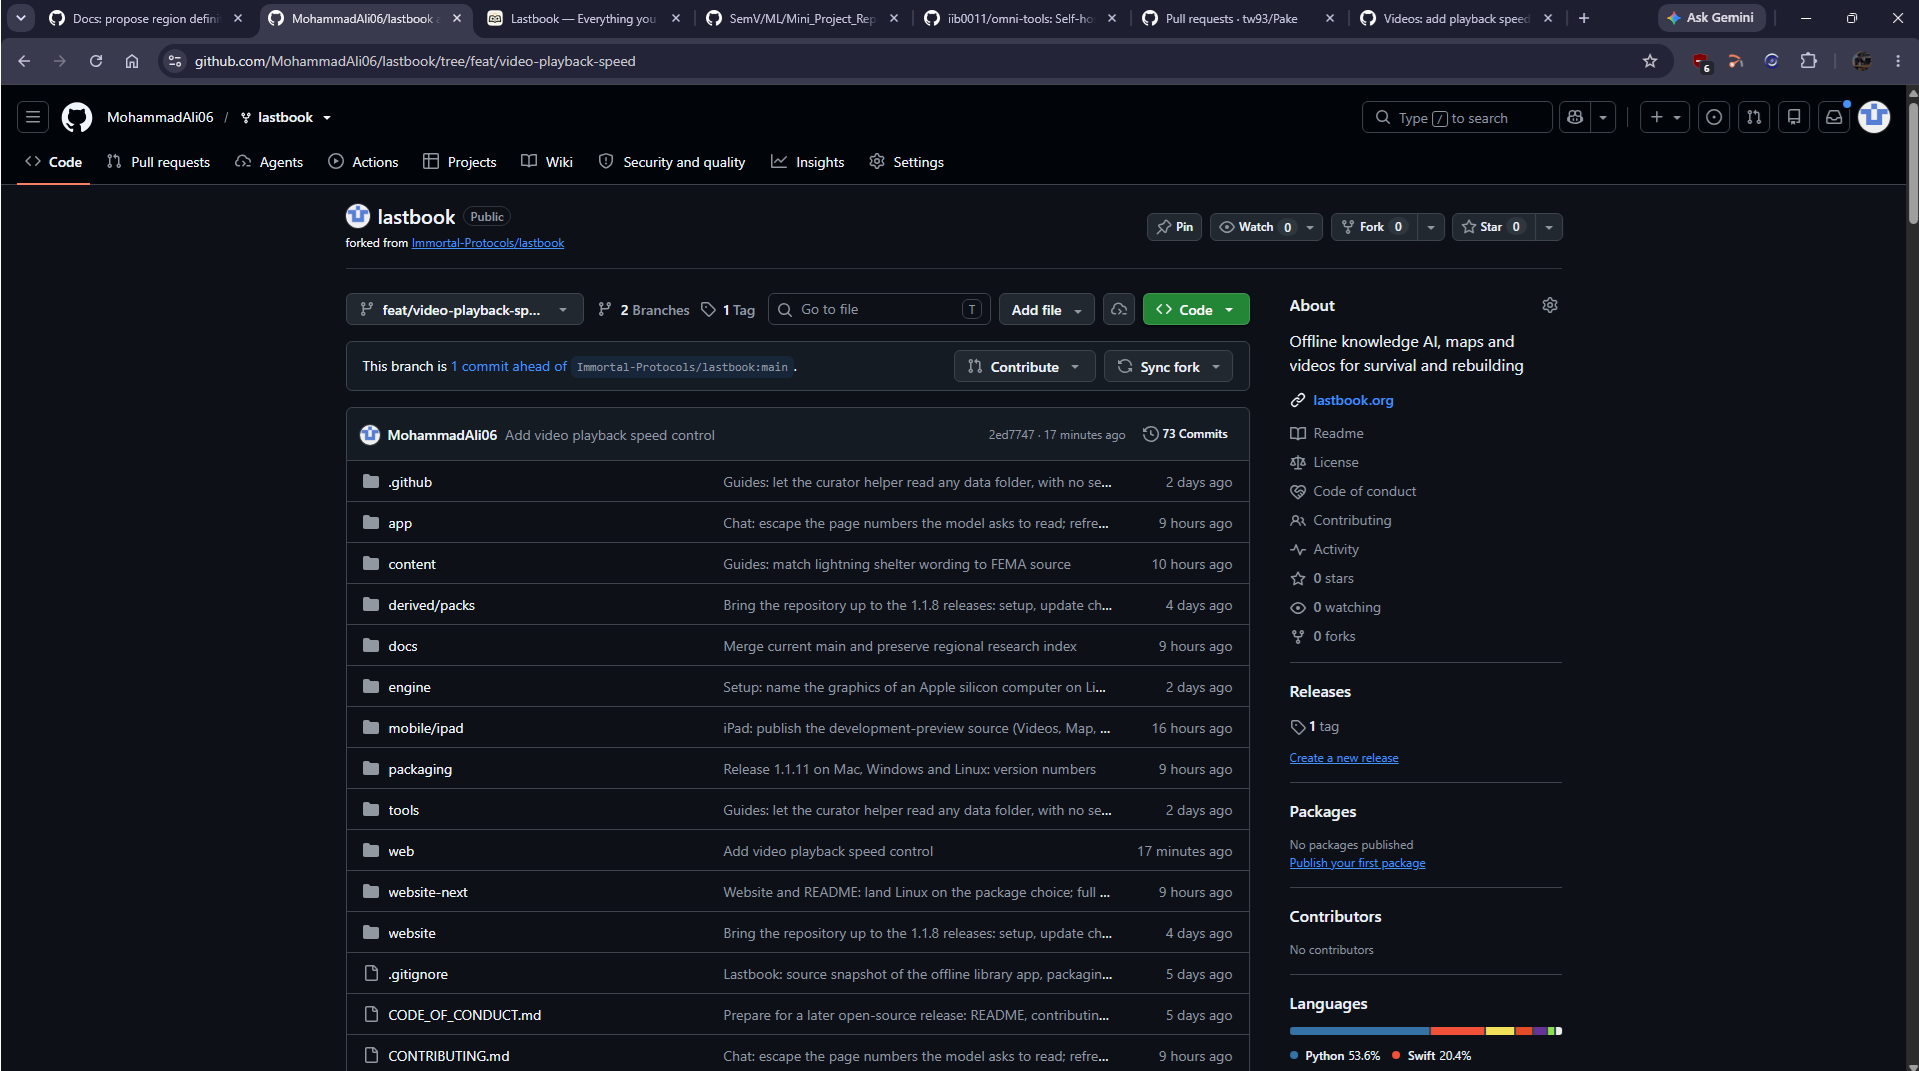 Docs: propose region defini
MohammadAli06/lastbook a
Lastbook — Everything you
SemV/ML/Mini_Project_Rep
iib0011/omni-tools: Self-ho
Pull requests · tw93/Pake
Videos: add playback speed
Ask Gemini
github.com/MohammadAli06/lastbook/tree/feat/video-playback-speed
6
MohammadAli06 / lastbook
Type / to search
Code
Pull requests
Agents
Actions
Projects
Wiki
Security and quality
Insights
Settings
lastbook Public
forked from Immortal-Protocols/lastbook
Pin
Watch 0
Fork 0
Star 0
feat/video-playback-sp...
2 Branches
1 Tag
Go to file T
Add file
Code
This branch is 1 commit ahead of Immortal-Protocols/lastbook:main .
Contribute
Sync fork
MohammadAli06 Add video playback speed control 2ed7747 · 17 minutes ago 73 Commits
.github Guides: let the curator helper read any data folder, with no se... 2 days ago
app Chat: escape the page numbers the model asks to read; refre... 9 hours ago
content Guides: match lightning shelter wording to FEMA source 10 hours ago
derived/packs Bring the repository up to the 1.1.8 releases: setup, update ch... 4 days ago
docs Merge current main and preserve regional research index 9 hours ago
engine Setup: name the graphics of an Apple silicon computer on Li... 2 days ago
mobile/ipad iPad: publish the development-preview source (Videos, Map, ... 16 hours ago
packaging Release 1.1.11 on Mac, Windows and Linux: version numbers 9 hours ago
tools Guides: let the curator helper read any data folder, with no se... 2 days ago
web Add video playback speed control 17 minutes ago
website-next Website and README: land Linux on the package choice; full ... 9 hours ago
website Bring the repository up to the 1.1.8 releases: setup, update ch... 4 days ago
.gitignore Lastbook: source snapshot of the offline library app, packagin... 5 days ago
CODE_OF_CONDUCT.md Prepare for a later open-source release: README, contributin... 5 days ago
CONTRIBUTING.md Chat: escape the page numbers the model asks to read; refre... 9 hours ago
About
Offline knowledge AI, maps and
videos for survival and rebuilding
lastbook.org
Readme
License
Code of conduct
Contributing
Activity
0 stars
0 watching
0 forks
Releases
1 tag
Create a new release
Packages
No packages published
Publish your first package
Contributors
No contributors
Languages
Python 53.6% Swift 20.4%